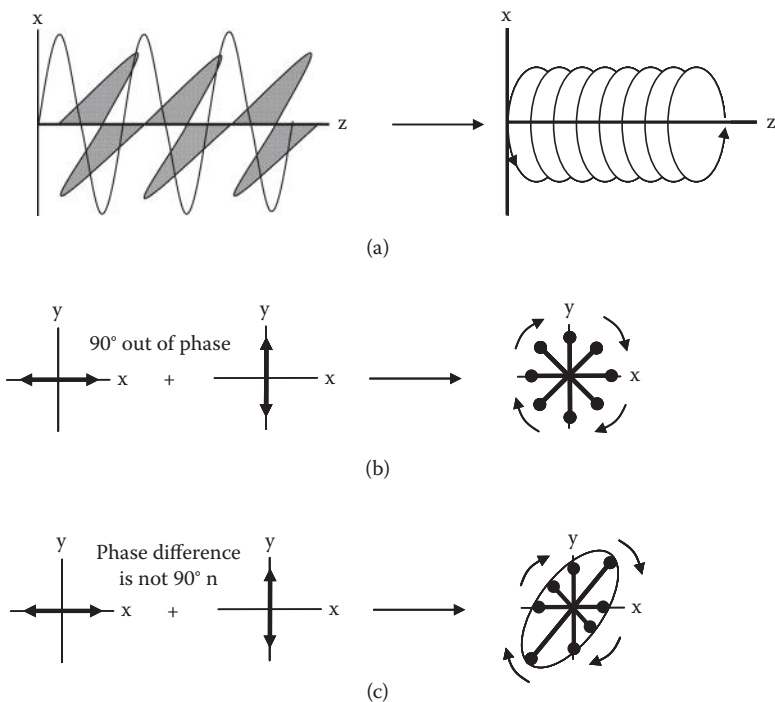 x
z
x
z
(a)
y
90° out of phase
x
+
y
x
y
x
(b)
y
Phase difference
is not 90° n
x
+
y
x
y
x
(c)